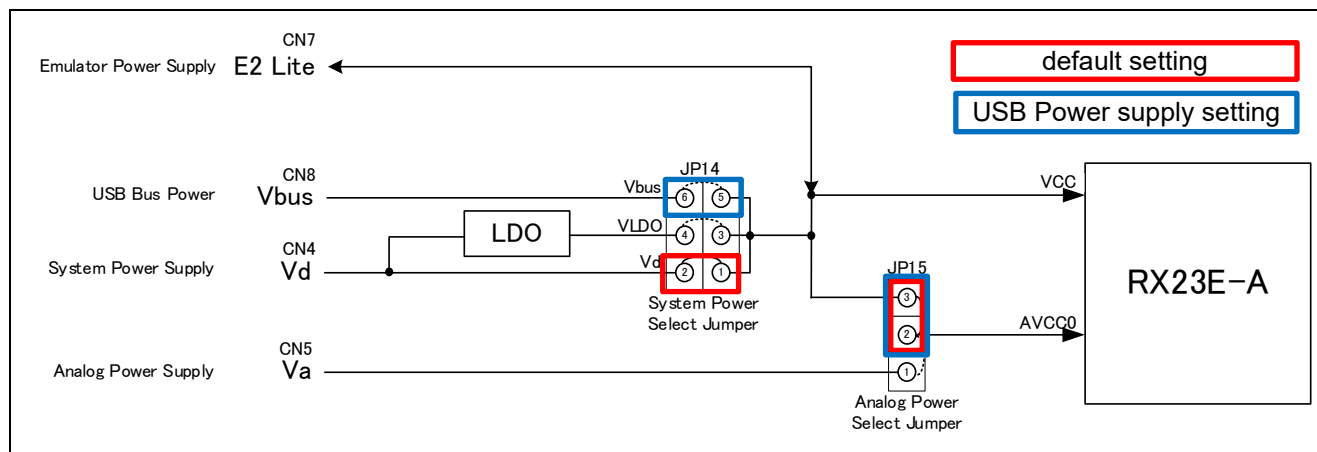 CN7
Emulator Power Supply E2 Lite
default setting
USB Power supply setting
CN8
USB Bus Power Vbus
JP14
Vbus
6 5
LDO
VLDO
4 3
CN4
System Power Supply Vd
Vd
2 1
System Power
Select Jumper
VCC
RX23E-A
JP15
3
2
AVCC0
1
CN5
Analog Power Supply Va
Analog Power
Select Jumper